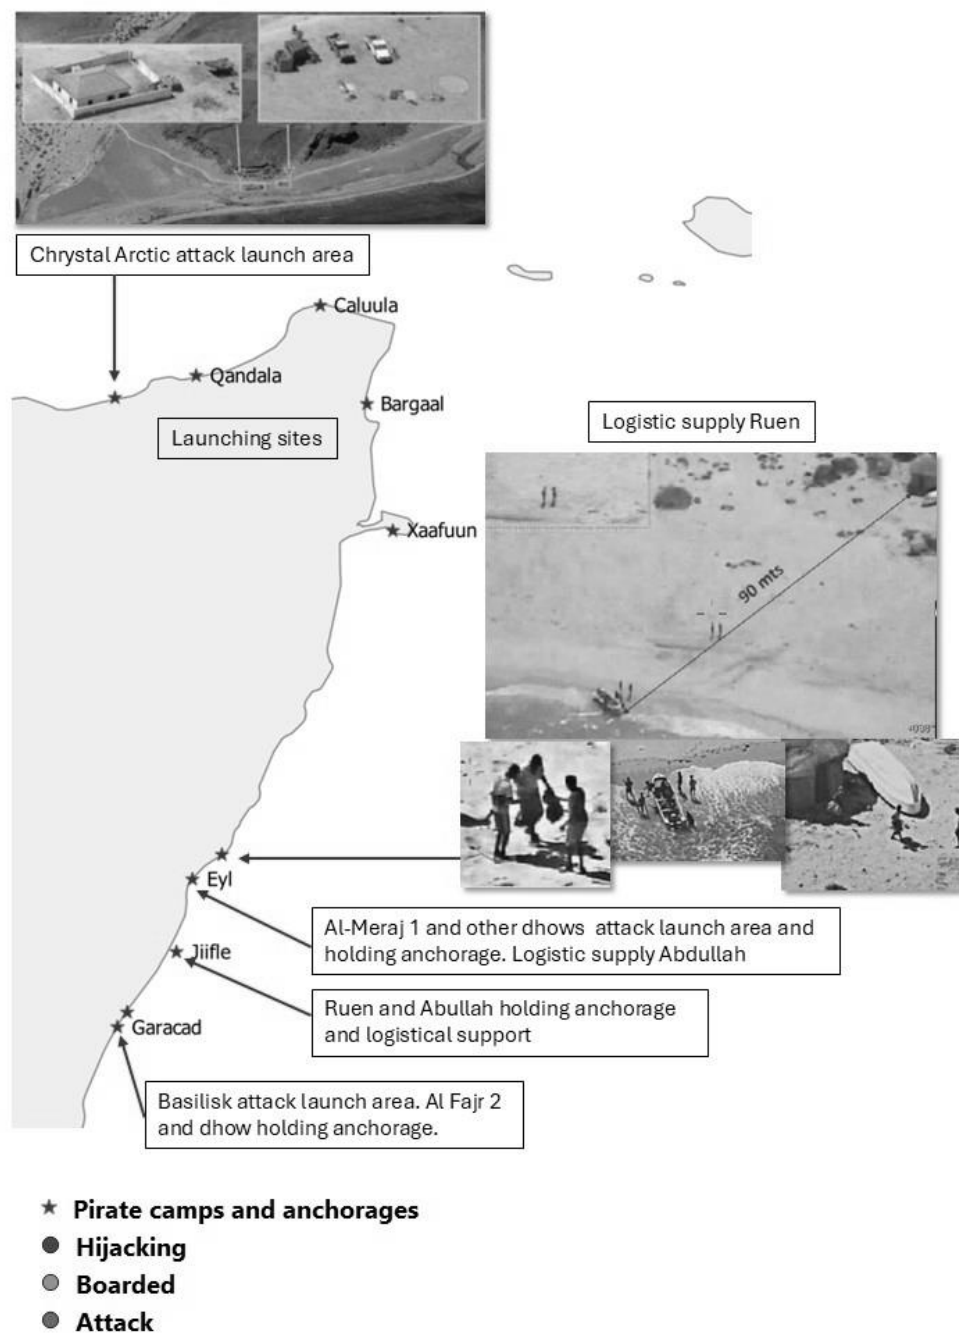 Chrystal Arctic attack launch area
Caluula
Qandala
Bargaal
Launching sites
Logistic supply Ruen
Xaafuun
90 mts
Eyl
Al-Meraj 1 and other dhows attack launch area and
holding anchorage. Logistic supply Abdullah
Jiifle
Ruen and Abullah holding anchorage
and logistical support
Garacad
Basilisk attack launch area. Al Fajr 2
and dhow holding anchorage.
Pirate camps and anchorages
Hijacking
Boarded
Attack